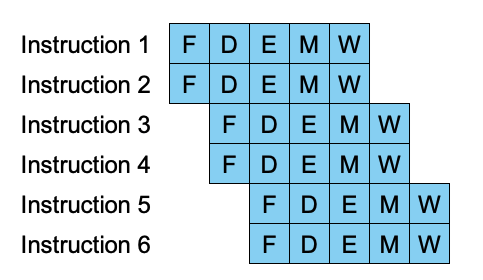 Instruction 1 F D E M W
Instruction 2 F D E M W
Instruction 3 F D E M W
Instruction 4 F D E M W
Instruction 5 F D E M W
Instruction 6 F D E M W